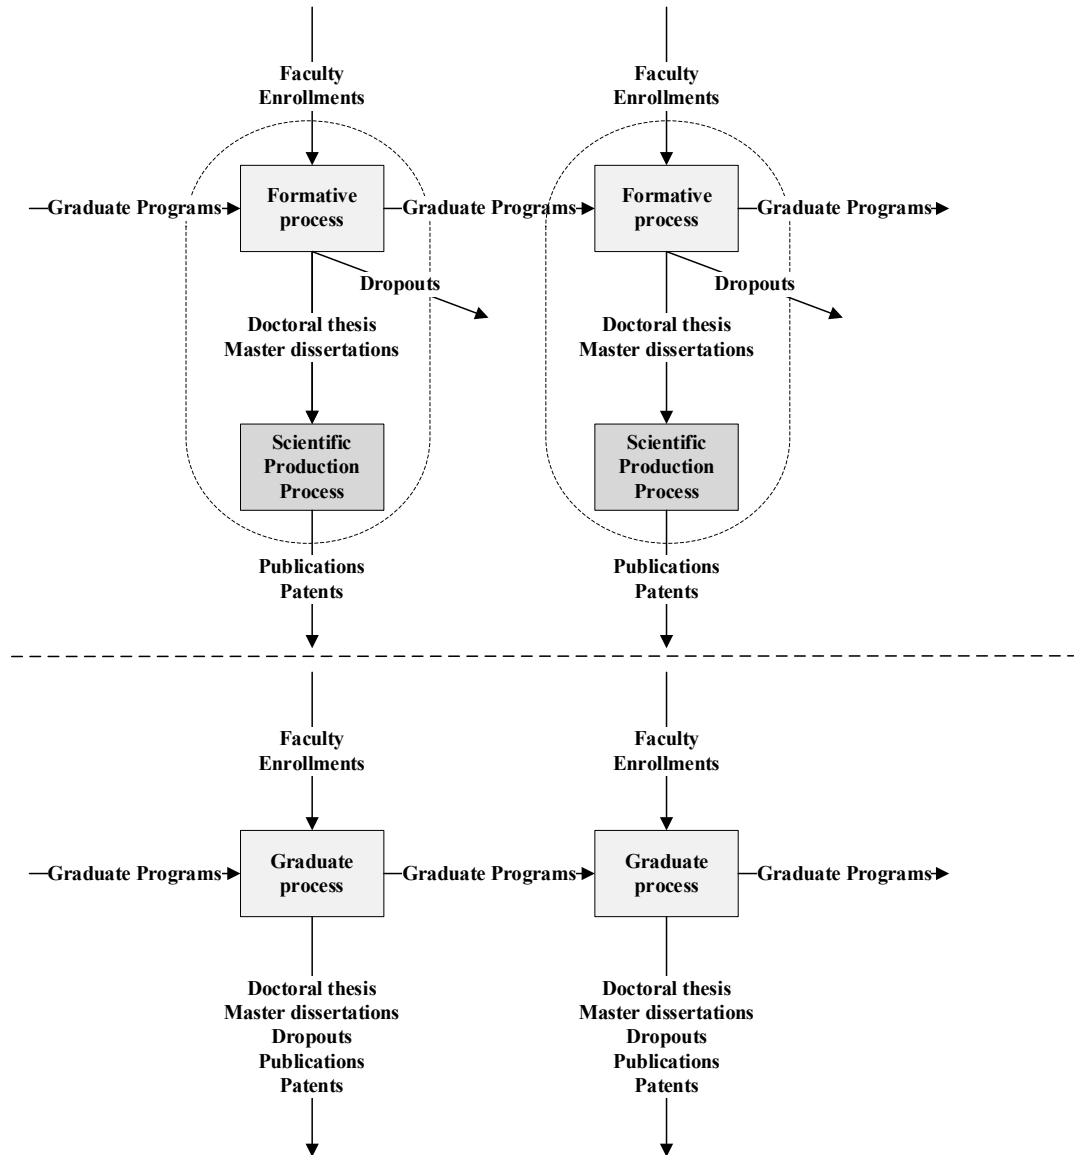 Faculty
Enrollments
Faculty
Enrollments
Graduate Programs
Formative
process
Graduate Programs
Formative
process
Graduate Programs
Dropouts
Dropouts
Doctoral thesis
Master dissertations
Doctoral thesis
Master dissertations
Scientific
Production
Process
Scientific
Production
Process
Publications
Patents
Publications
Patents
Faculty
Enrollments
Faculty
Enrollments
Graduate Programs
Graduate
process
Graduate Programs
Graduate
process
Graduate Programs
Doctoral thesis
Master dissertations
Dropouts
Publications
Patents
Doctoral thesis
Master dissertations
Dropouts
Publications
Patents